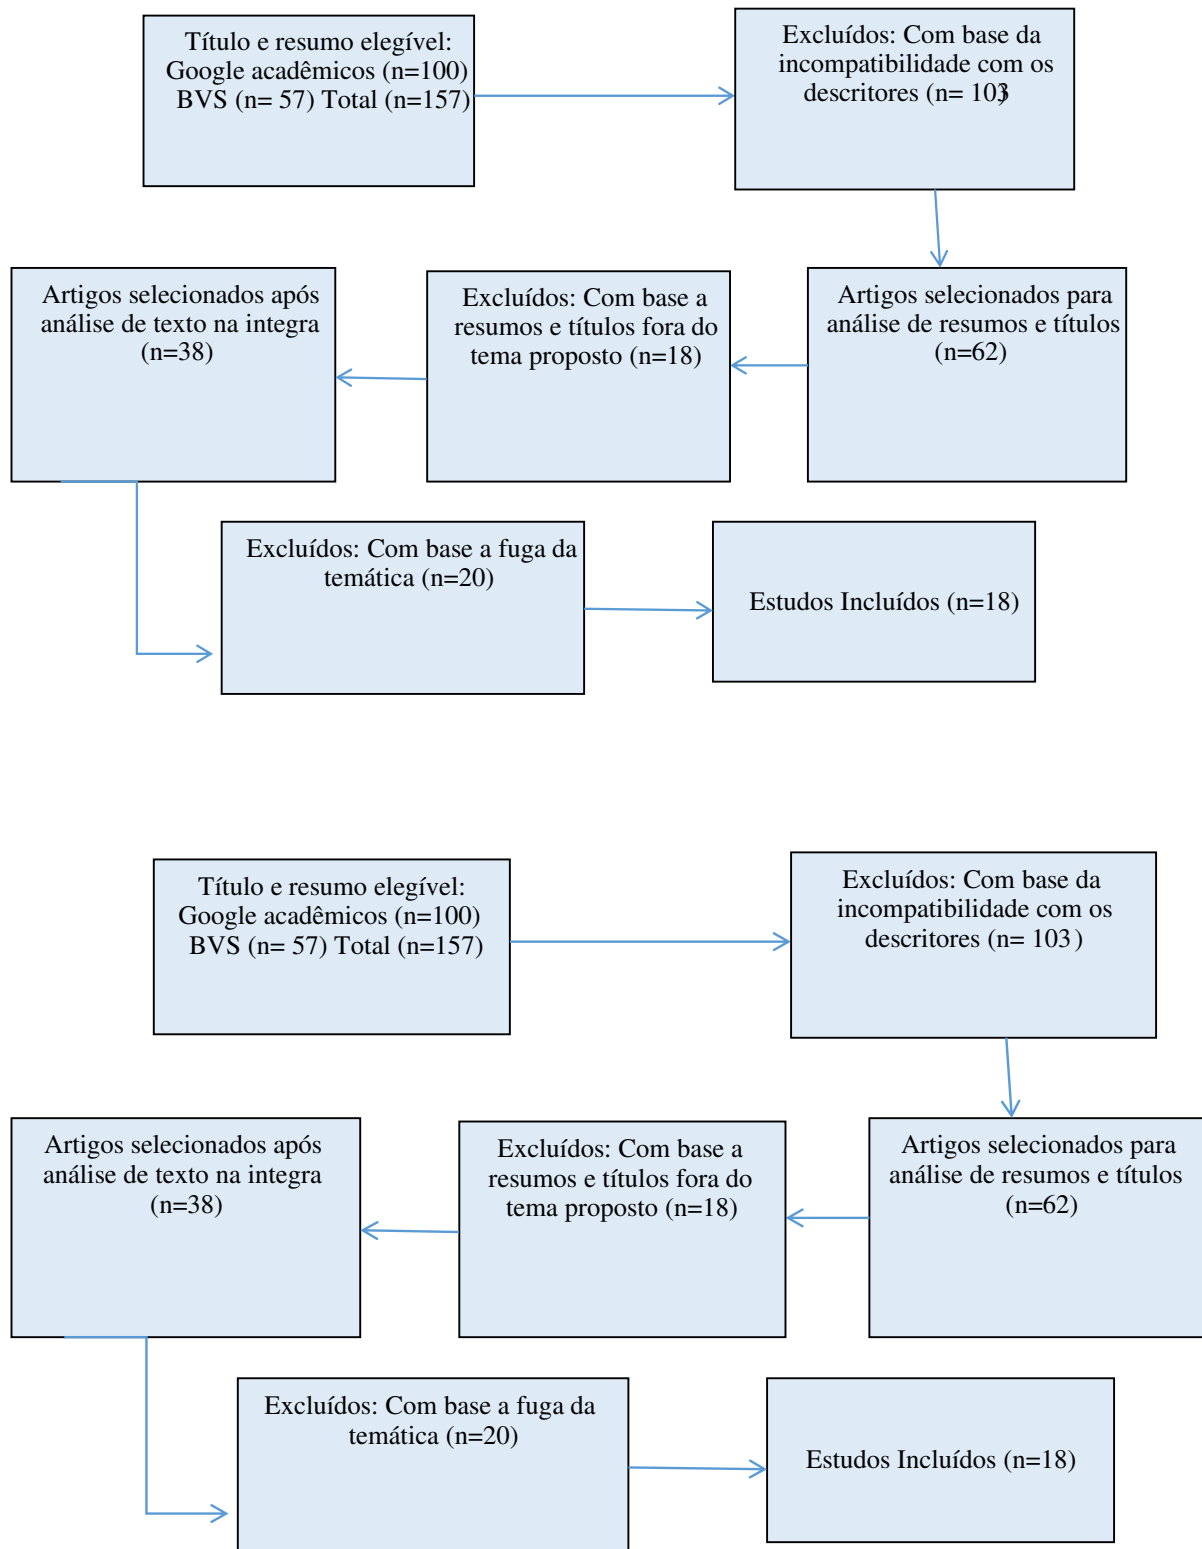 Título e resumo elegível:
Google acadêmicos (n=100)
BVS (n= 57) Total (n=157)
Excluídos: Com base da
incompatibilidade com os
descritores (n= 103)
Artigos selecionados para
análise de resumos e títulos
(n=62)
Excluídos: Com base a
resumos e títulos fora do
tema proposto (n=18)
Artigos selecionados após
análise de texto na integra
(n=38)
Excluídos: Com base a fuga da
temática (n=20)
Estudos Incluídos (n=18)
Título e resumo elegível:
Google acadêmicos (n=100)
BVS (n= 57) Total (n=157)
Excluídos: Com base da
incompatibilidade com os
descritores (n= 103)
Artigos selecionados para
análise de resumos e títulos
(n=62)
Excluídos: Com base a
resumos e títulos fora do
tema proposto (n=18)
Artigos selecionados após
análise de texto na integra
(n=38)
Excluídos: Com base a fuga da
temática (n=20)
Estudos Incluídos (n=18)